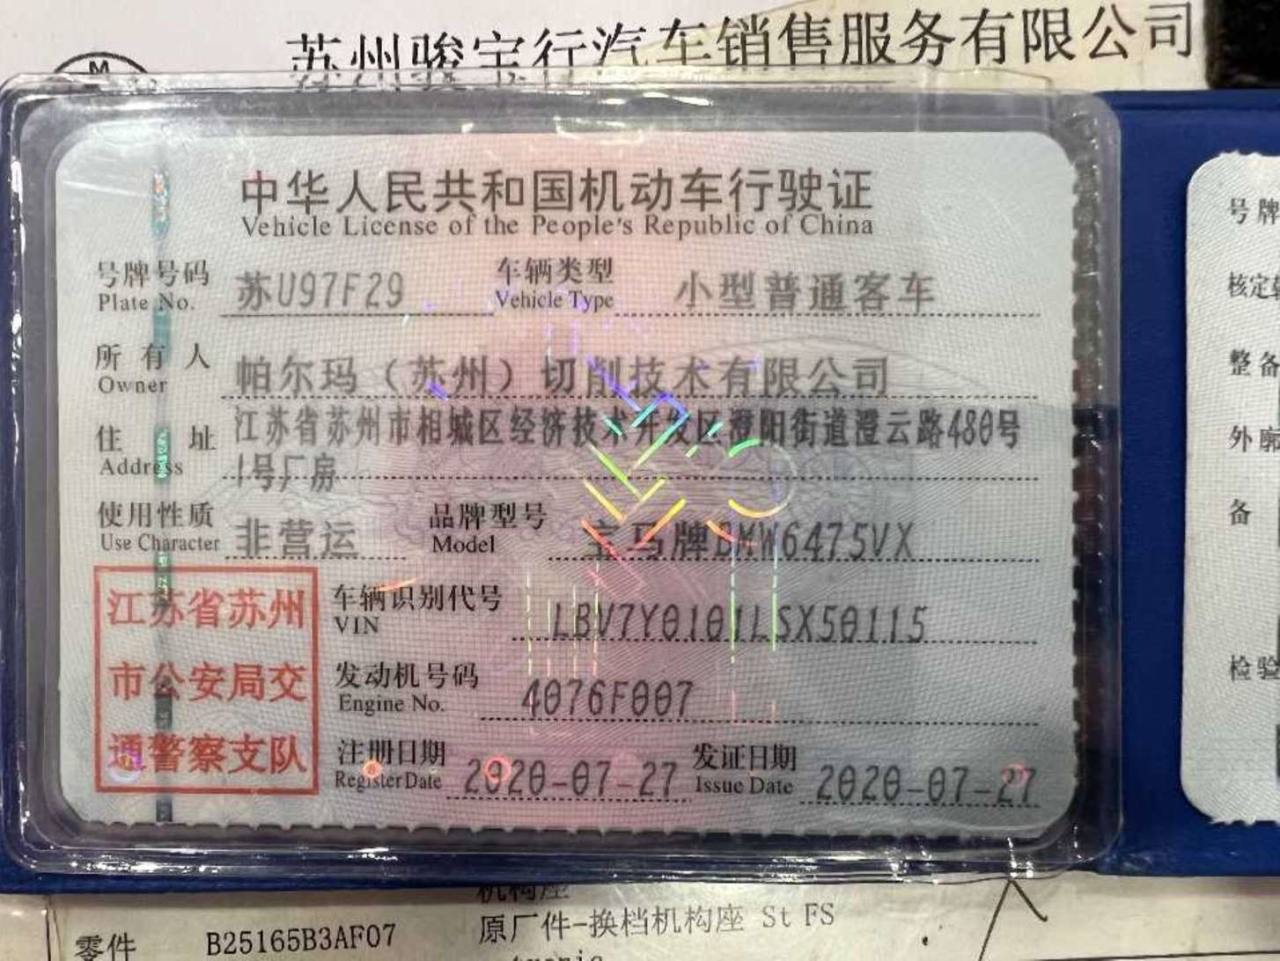 苏州骏宝行汽车销售服务有限公司
M
中华人民共和国机动车行驶证
Vehicle License of the People's Republic of China
号牌号码 苏U97F29 车辆类型 小型普通客车
Plate No. Vehicle Type
所有人 帕尔玛（苏州）切削技术有限公司
Owner
住址 江苏省苏州市相城区经济技术开发区澄阳街道澄云路480号
Address 1号厂房
使用性质 非营运 品牌型号 宝马牌BMW6475VX
Use Character Model
江苏省苏州
市公安局交
通警察支队
车辆识别代号 LBV7Y0101LSX50115
VIN
发动机号码 4076F007
Engine No.
注册日期 2020-07-27 发证日期 2020-07-27
Register Date Issue Date
号牌
核定
整备
外廓
备
检验
机构座
零件 B25165B3AF07 原厂件-换档机构座 St FS
tronic